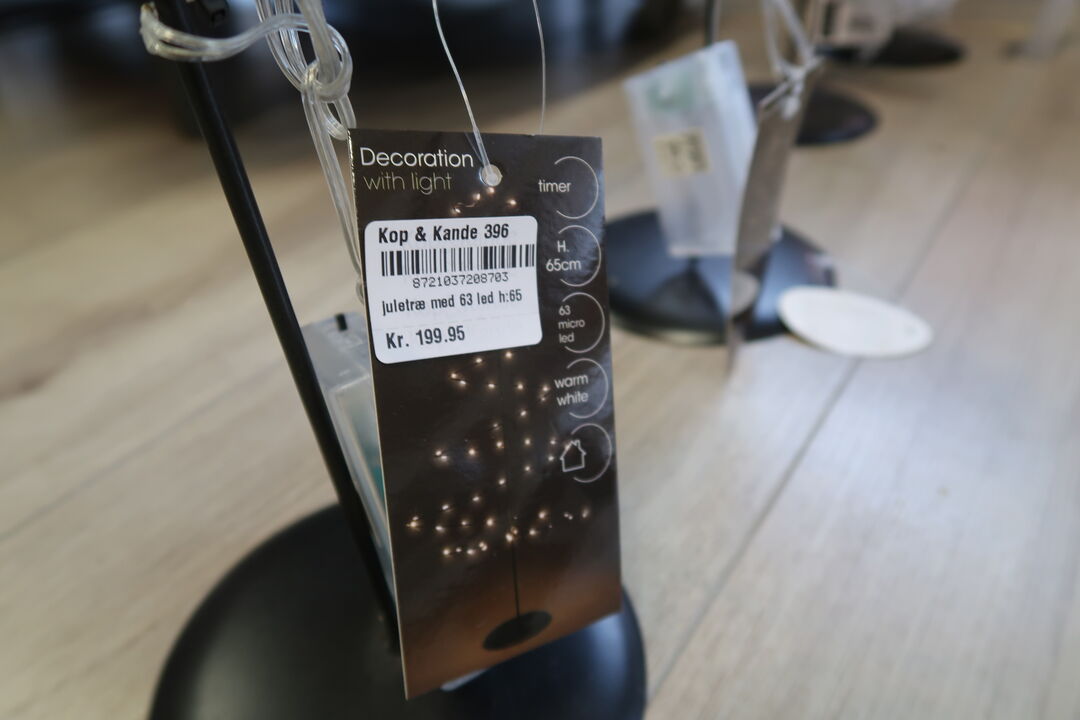 Decoration
with light
Kop & Kande 396
8721037208703
juletræ med 63 led h:65
Kr. 199.95
timer
H.
65cm
63
micro
led
warm
white